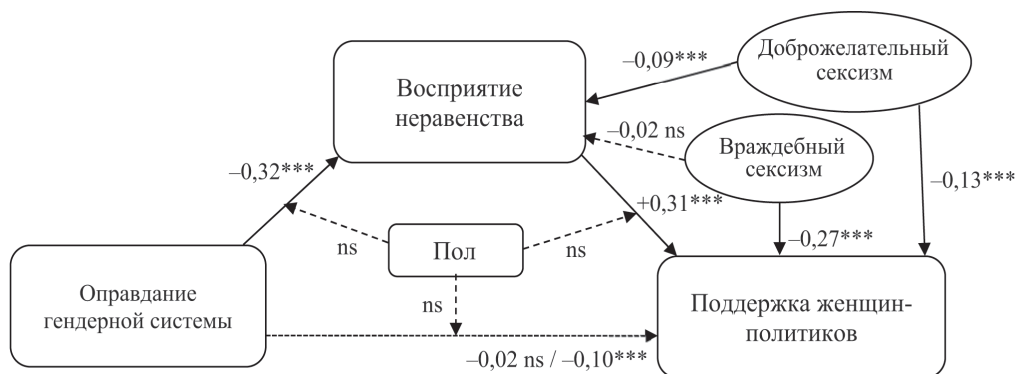 Доброжелательный
сексизм
–0,09***
Восприятие
неравенства
–0,02 ns
Враждебный
сексизм
–0,32***
–0,13***
+0,31***
ns
Пол
ns
–0,27***
Оправдание
гендерной системы
ns
Поддержка женщин-
политиков
–0,02 ns / –0,10***